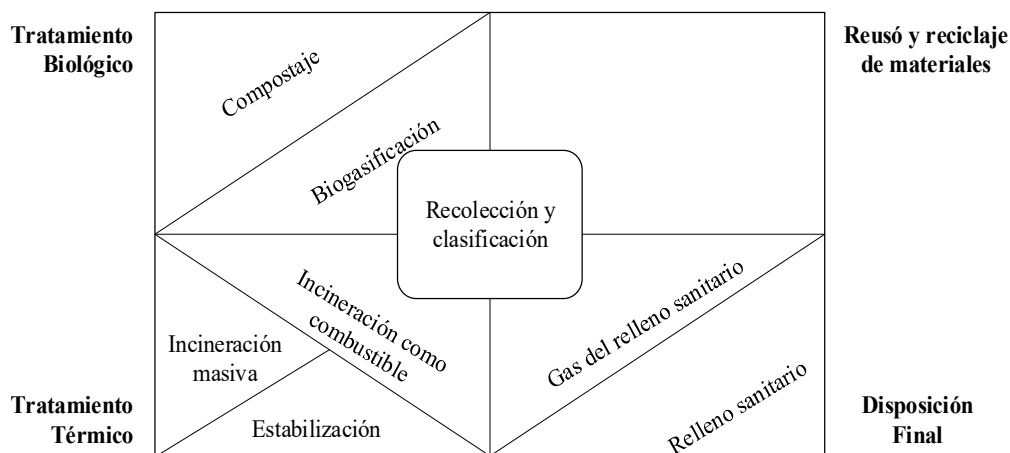 Tratamiento
Biológico
Compostaje
Biogasificación
Reusó y reciclaje
de materiales
Recolección y
clasificación
Incineración como
combustible
Incineración
masiva
Estabilización
Tratamiento
Térmico
Gas del relleno sanitario
Relleno sanitario
Disposición
Final